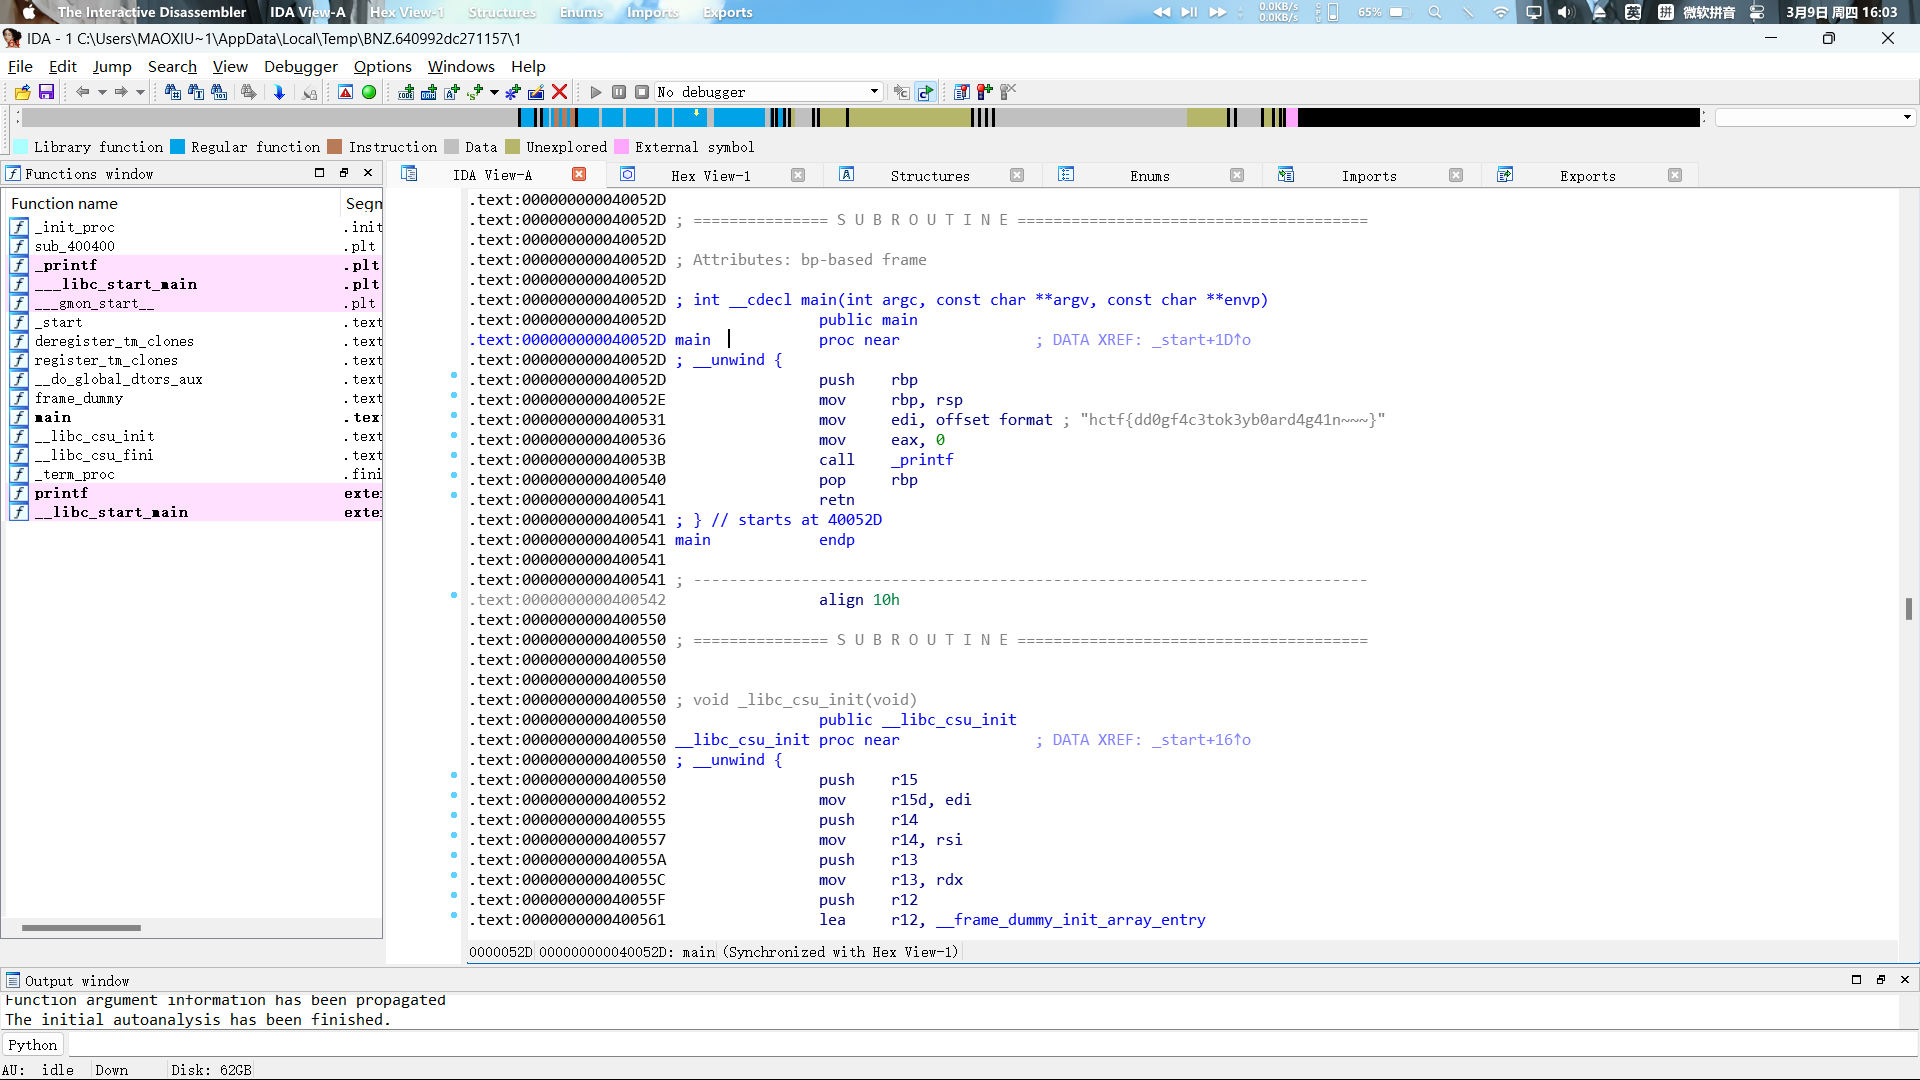 The Interactive Disassembler IDA View-A Hex View-1 Structures Enums Imports Exports 0.0KB/s 0.0KB/s 65% 英 拼 微软拼音 3月9日 周四 16:03
IDA - 1 C:\Users\MAOXIU~1\AppData\Local\Temp\BNZ.640992dc271157\1
File Edit Jump Search View Debugger Options Windows Help
No debugger
Library function Regular function Instruction Data Unexplored External symbol
Functions window
IDA View-A Hex View-1 Structures Enums Imports Exports
Function name Segm
_init_proc .init
sub_400400 .plt
_printf .plt
___libc_start_main .plt
___gmon_start__ .plt
_start .text
deregister_tm_clones .text
register_tm_clones .text
__do_global_dtors_aux .text
frame_dummy .text
main .text
__libc_csu_init .text
__libc_csu_fini .text
_term_proc .fini
printf exter
__libc_start_main exter
.text:000000000040052D
.text:000000000040052D ; =============== S U B R O U T I N E =======================================
.text:000000000040052D
.text:000000000040052D ; Attributes: bp-based frame
.text:000000000040052D
.text:000000000040052D ; int __cdecl main(int argc, const char **argv, const char **envp)
.text:000000000040052D public main
.text:000000000040052D main proc near ; DATA XREF: _start+1D↑o
.text:000000000040052D ; __unwind {
.text:000000000040052D push rbp
.text:000000000040052E mov rbp, rsp
.text:0000000000400531 mov edi, offset format ; "hctf{dd0gf4c3tok3yb0ard4g41n~~~}"
.text:0000000000400536 mov eax, 0
.text:000000000040053B call _printf
.text:0000000000400540 pop rbp
.text:0000000000400541 retn
.text:0000000000400541 ; } // starts at 40052D
.text:0000000000400541 main endp
.text:0000000000400541
.text:0000000000400541 ; ---------------------------------------------------------------------------
.text:0000000000400542 align 10h
.text:0000000000400550
.text:0000000000400550 ; =============== S U B R O U T I N E =======================================
.text:0000000000400550
.text:0000000000400550
.text:0000000000400550 ; void _libc_csu_init(void)
.text:0000000000400550 public __libc_csu_init
.text:0000000000400550 __libc_csu_init proc near ; DATA XREF: _start+16↑o
.text:0000000000400550 ; __unwind {
.text:0000000000400550 push r15
.text:0000000000400552 mov r15d, edi
.text:0000000000400555 push r14
.text:0000000000400557 mov r14, rsi
.text:000000000040055A push r13
.text:000000000040055C mov r13, rdx
.text:000000000040055F push r12
.text:0000000000400561 lea r12, __frame_dummy_init_array_entry
0000052D 000000000040052D: main (Synchronized with Hex View-1)
Output window
Function argument information has been propagated
The initial autoanalysis has been finished.
Python
AU: idle Down Disk: 62GB